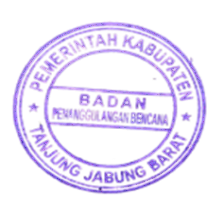 PEMERINTAH KABUPATEN
BADAN
PENANGGULANGAN BENCANA
TANJUNG JABUNG BARAT